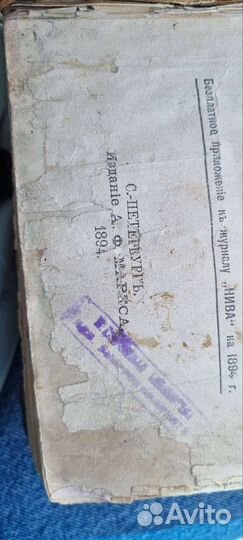 Безплатное приложеніе къ журналу „НИВА“ на 1894 г.
С.-ПЕТЕРБУРГЪ.
Изданіе А. Ф. МАРКСА.
1894.
Avito